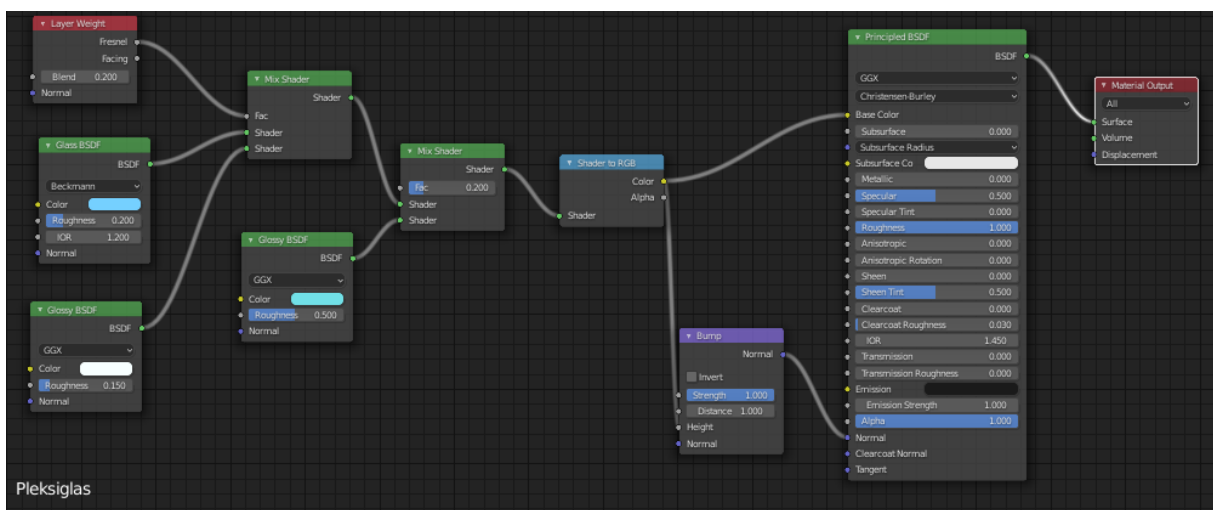 Layer Weight
Fresnel
Facing
Blend 0.200
Normal
Glass BSDF
BSDF
Beckmann
Color
Roughness 0.200
IOR 1.200
Normal
Glossy BSDF
BSDF
GGX
Color
Roughness 0.150
Normal
Mix Shader
Shader
Fac
Shader
Shader
Glossy BSDF
BSDF
GGX
Color
Roughness 0.500
Normal
Mix Shader
Shader
Fac 0.200
Shader
Shader
Shader to RGB
Color
Alpha
Shader
Bump
Normal
Invert
Strength 1.000
Distance 1.000
Height
Normal
Principled BSDF
BSDF
GGX
Christensen-Burley
Base Color
Subsurface 0.000
Subsurface Radius
Subsurface Co
Metallic 0.000
Specular 0.500
Specular Tint 0.000
Roughness 1.000
Anisotropic 0.000
Anisotropic Rotation 0.000
Sheen 0.000
Sheen Tint 0.500
Clearcoat 0.000
Clearcoat Roughness 0.030
IOR 1.450
Transmission 0.000
Transmission Roughness 0.000
Emission
Emission Strength 1.000
Alpha 1.000
Normal
Clearcoat Normal
Tangent
Material Output
All
Surface
Volume
Displacement
Pleksiglas